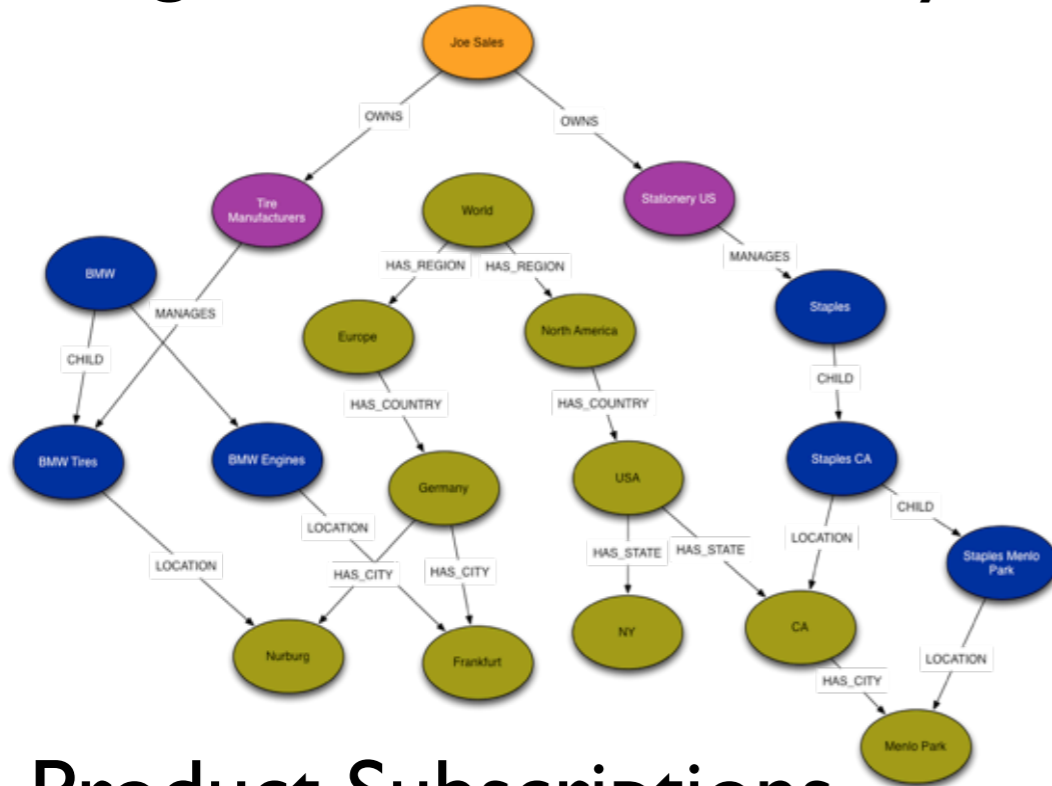 Joe Sales
OWNS
OWNS
Tire
Manufacturers
World
Stationery US
BMW
HAS_REGION
HAS_REGION
MANAGES
MANAGES
Europe
North America
Staples
CHILD
CHILD
HAS_COUNTRY
HAS_COUNTRY
BMW Tires
BMW Engines
Germany
USA
Staples CA
CHILD
LOCATION
LOCATION
HAS_STATE
HAS_STATE
LOCATION
HAS_CITY
HAS_CITY
Staples Menlo
Park
Nurburg
Frankfurt
NY
CA
LOCATION
HAS_CITY
Menlo Park
Product Subscriptions